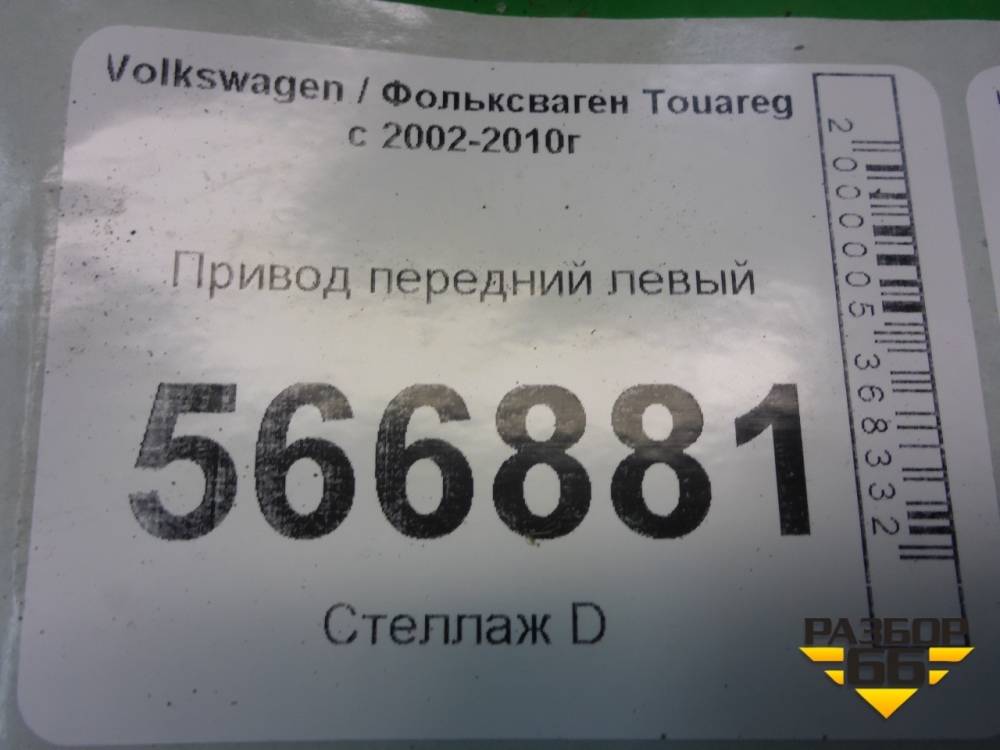 Volkswagen / Фольксваген Touareg
с 2002-2010г
Привод передний левый
566881
Стеллаж D
2000005368332
РАЗБОР
66